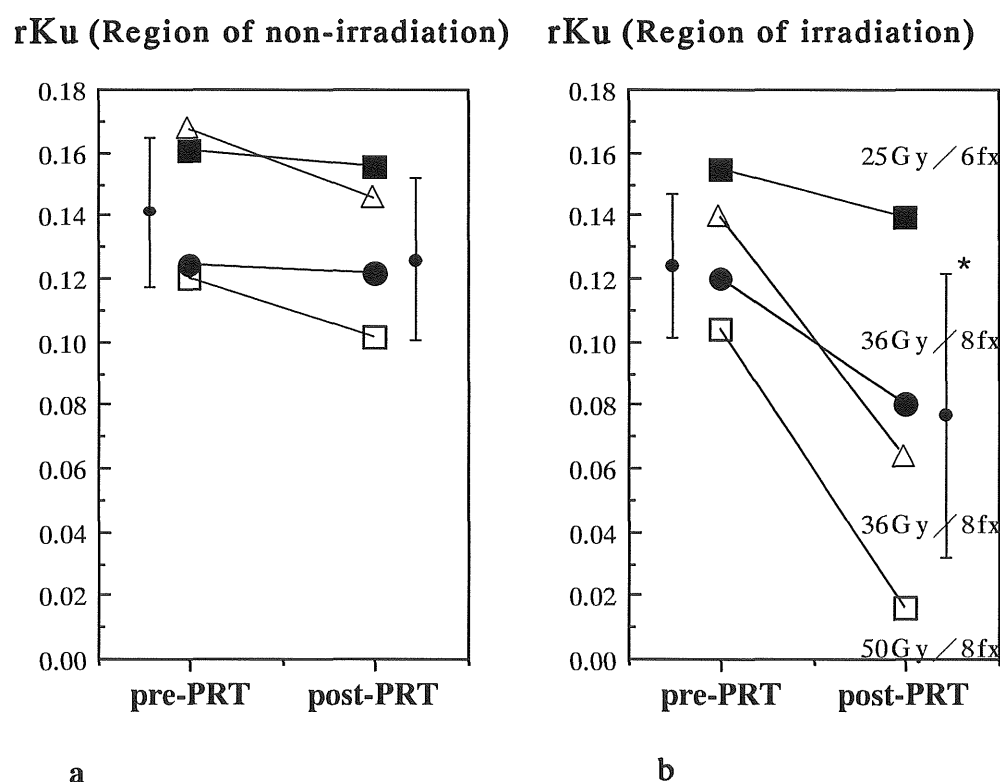 rKu (Region of non-irradiation)
0.18
0.16
0.14
0.12
0.10
0.08
0.06
0.04
0.02
0.00
pre-PRT post-PRT
a
rKu (Region of irradiation)
0.18
0.16
0.14
0.12
0.10
0.08
0.06
0.04
0.02
0.00
25Gy/6fx
*
36Gy/8fx
36Gy/8fx
50Gy/8fx
pre-PRT post-PRT
b